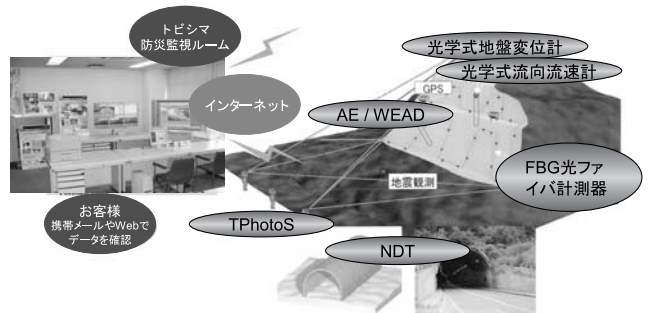 トビシマ
防災監視ルーム
インターネット
お客様
携帯メールやWebで
データを確認
光学式地盤変位計
光学式流向流速計
GPS
AE / WEAD
地震観測
FBG光ファ
イバ計測器
TPhotoS
NDT